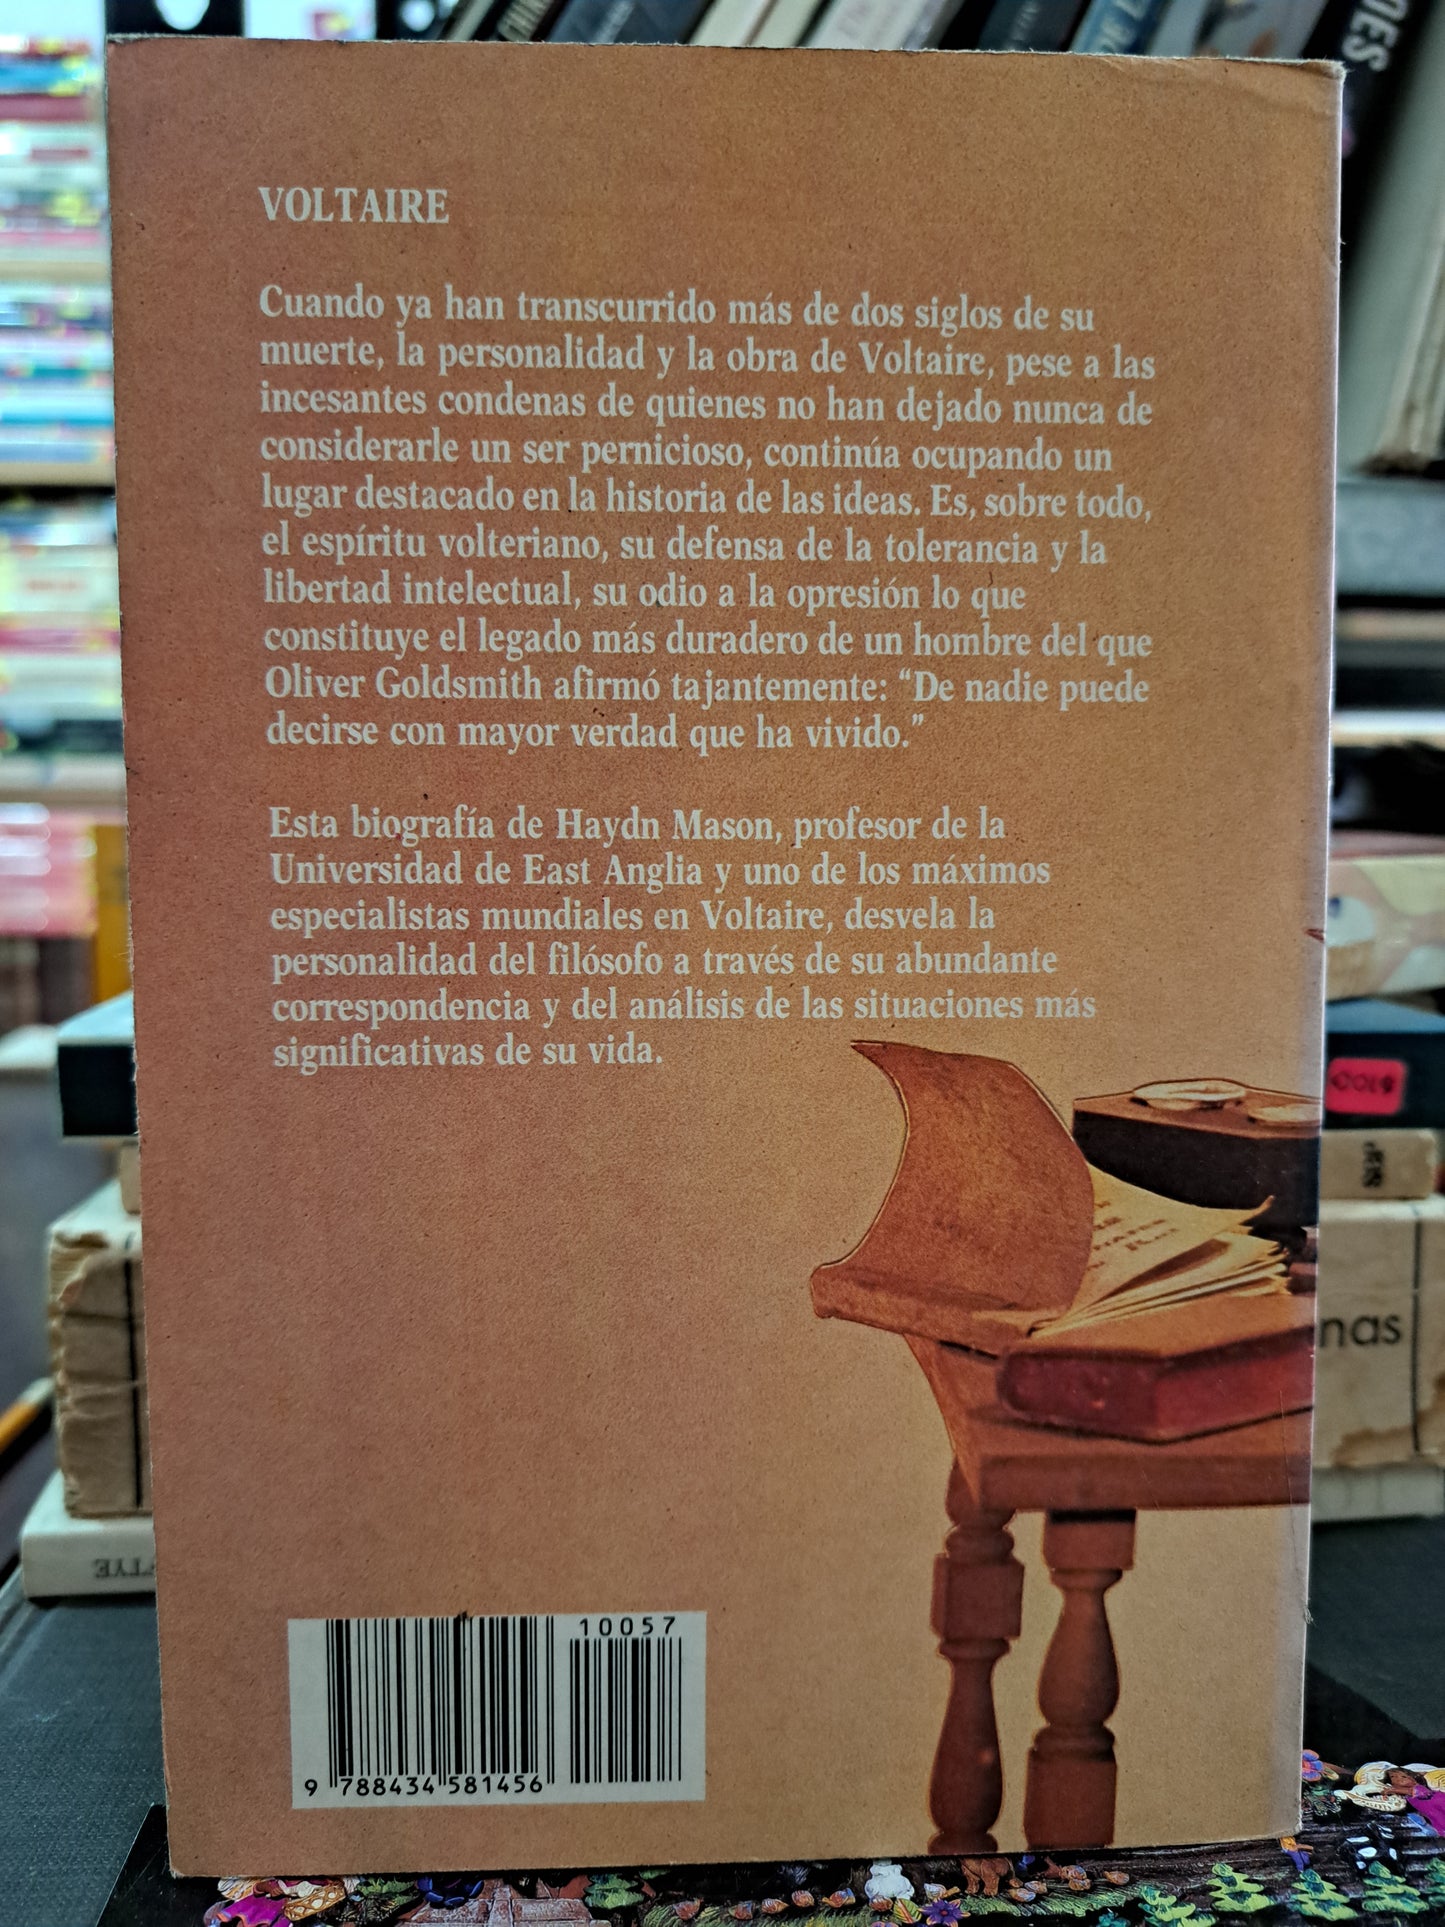 OES
VOLTAIRE
Cuando ya han transcurrido más de dos siglos de su
muerte, la personalidad y la obra de Voltaire, pese a las
incesantes condenas de quienes no han dejado nunca de
considerarle un ser pernicioso, continúa ocupando un
lugar destacado en la historia de las ideas. Es, sobre todo,
el espíritu volteriano, su defensa de la tolerancia y la
libertad intelectual, su odio a la opresión lo que
constituye el legado más duradero de un hombre del que
Oliver Goldsmith afirmó tajantemente: “De nadie puede
decirse con mayor verdad que ha vivido.”
Esta biografía de Haydn Mason, profesor de la
Universidad de East Anglia y uno de los máximos
especialistas mundiales en Voltaire, desvela la
personalidad del filósofo a través de su abundante
correspondencia y del análisis de las situaciones más
significativas de su vida.
$100
nas
10057
9 788434 581456